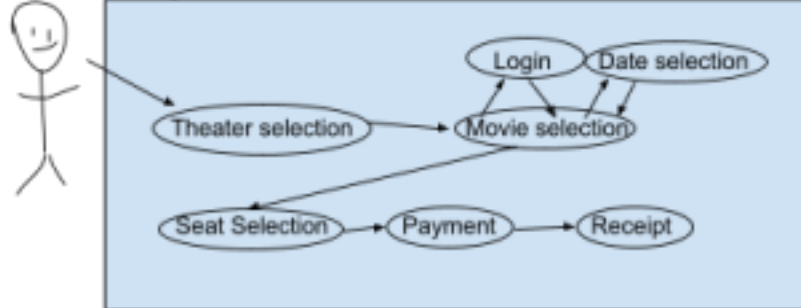 Login
Date selection
Theater selection
Movie selection
Seat Selection
Payment
Receipt